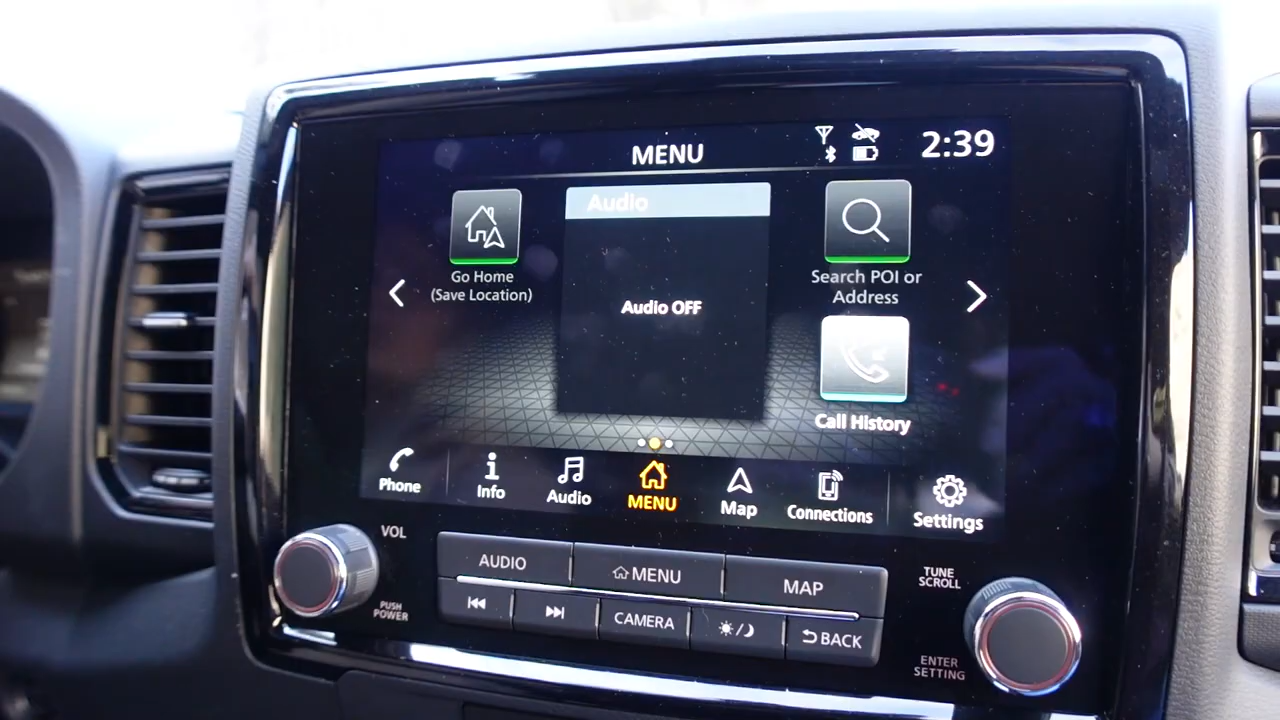 MENU
2:39
Audio
Go Home
(Save Location)
Audio OFF
Search POI or
Address
Call History
Phone
Info
Audio
MENU
Map
Connections
Settings
VOL
PUSH
POWER
AUDIO
MENU
MAP
CAMERA
BACK
TUNE
SCROLL
ENTER
SETTING